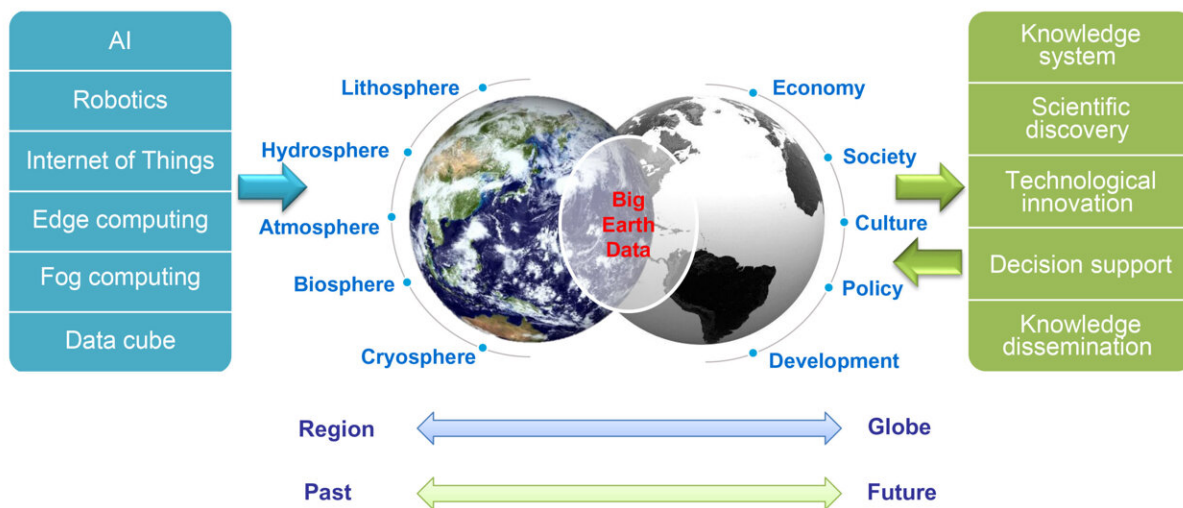 AI
Robotics
Internet of Things
Edge computing
Fog computing
Data cube
Lithosphere
Hydrosphere
Atmosphere
Biosphere
Cryosphere
Big
Earth
Data
Economy
Society
Culture
Policy
Development
Knowledge
system
Scientific
discovery
Technological
innovation
Decision support
Knowledge
dissemination
Region
Globe
Past
Future